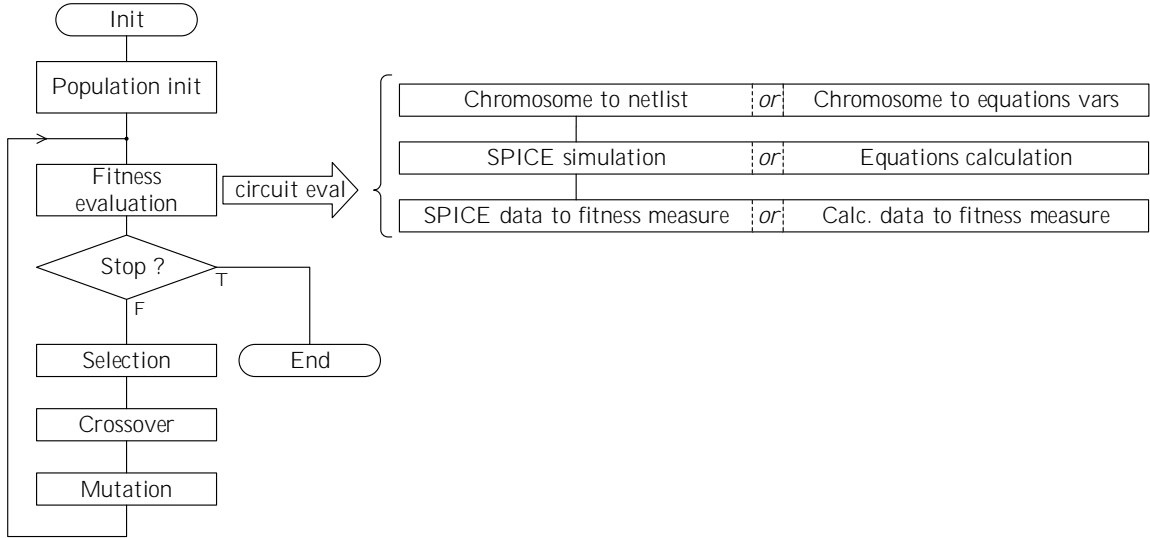 Init
Population init
Fitness
evaluation
circuit eval
Chromosome to netlist or Chromosome to equations vars
SPICE simulation or Equations calculation
SPICE data to fitness measure or Calc. data to fitness measure
Stop ?
T
F
Selection
End
Crossover
Mutation